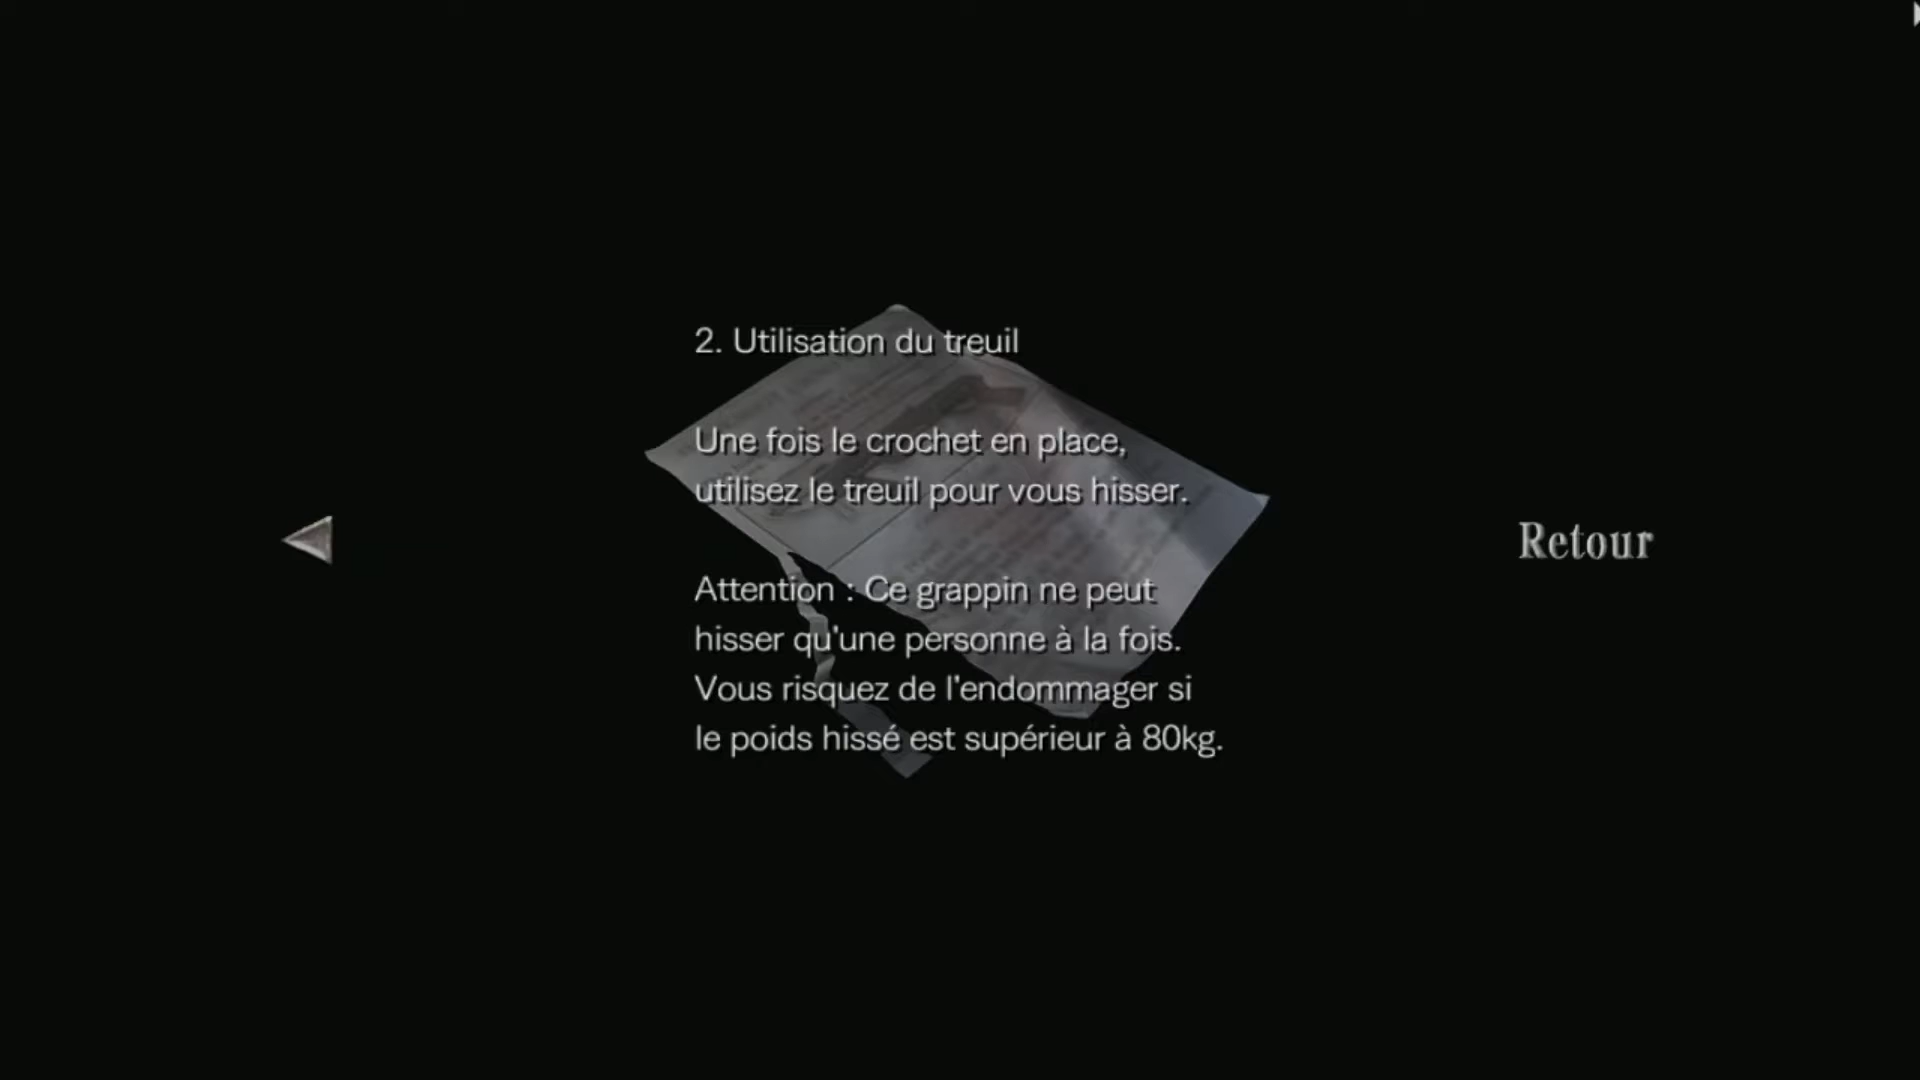 2. Utilisation du treuil
Une fois le crochet en place,
utilisez le treuil pour vous hisser.
Attention : Ce grappin ne peut
hisser qu'une personne à la fois.
Vous risquez de l'endommager si
le poids hissé est supérieur à 80kg.
Retour